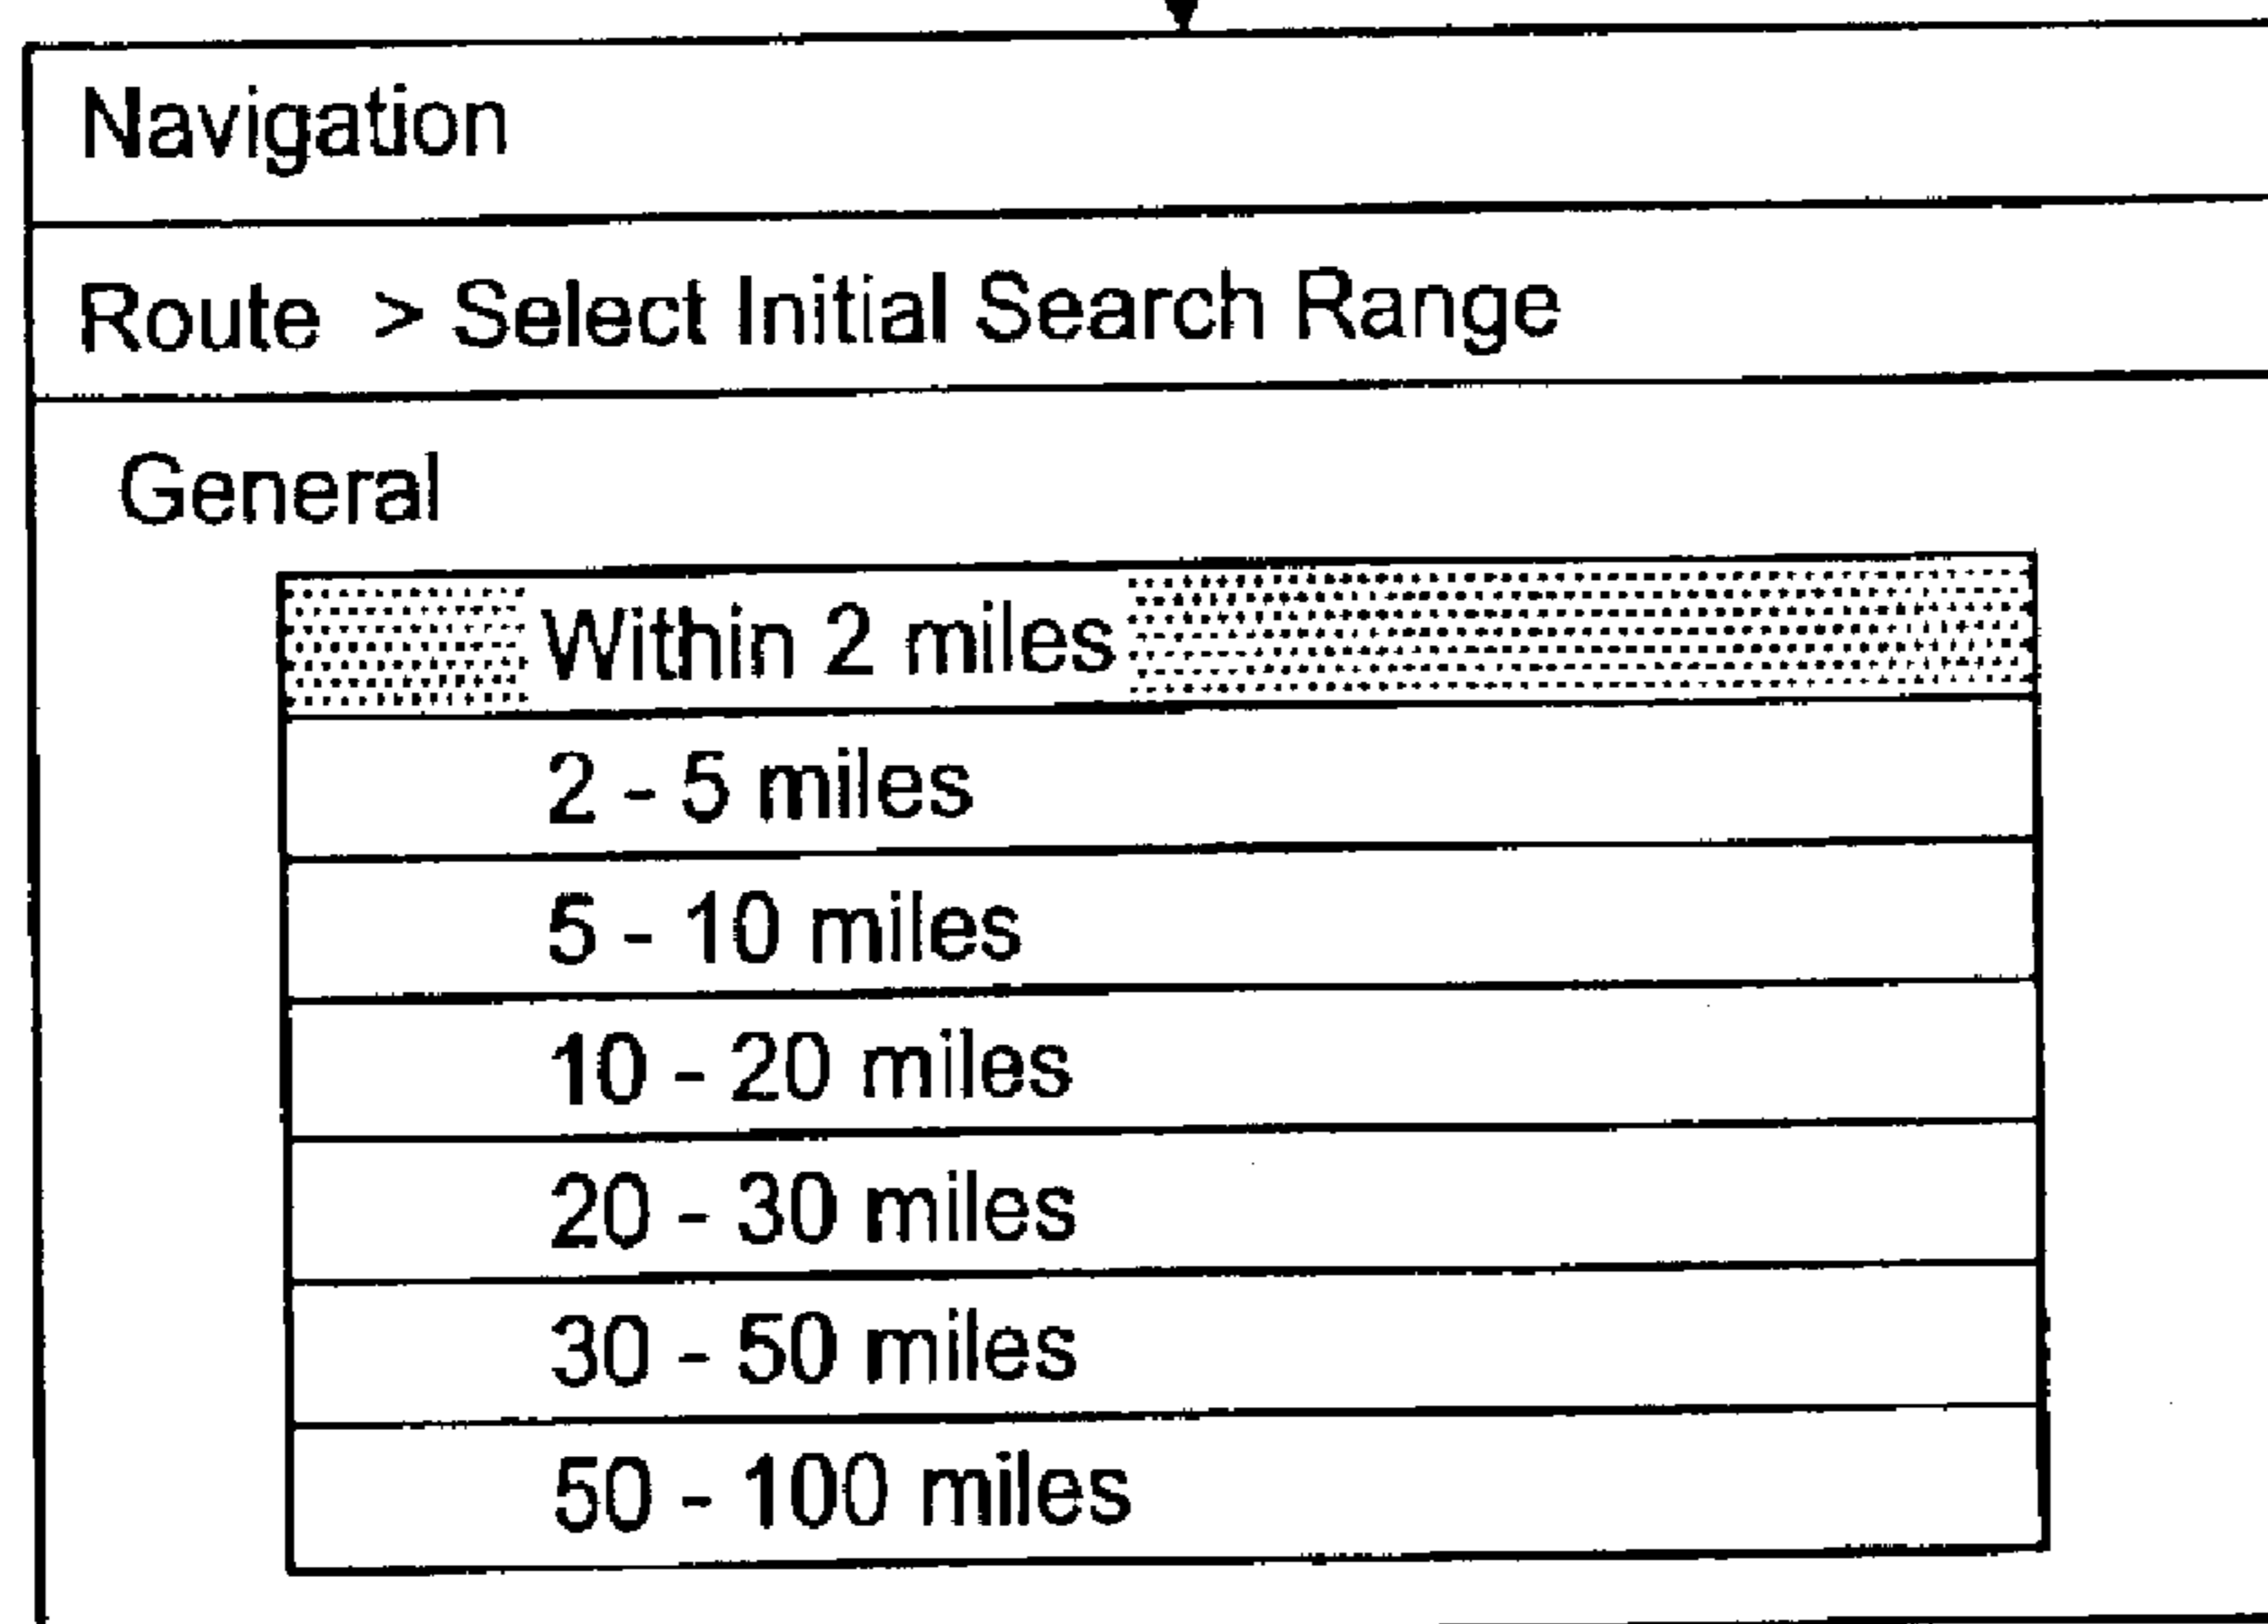 Navigation
Route > Select Initial Search Range
General
Within 2 miles
2 - 5 miles
5 - 10 miles
10 - 20 miles
20 - 30 miles
30 - 50 miles
50 - 100 miles